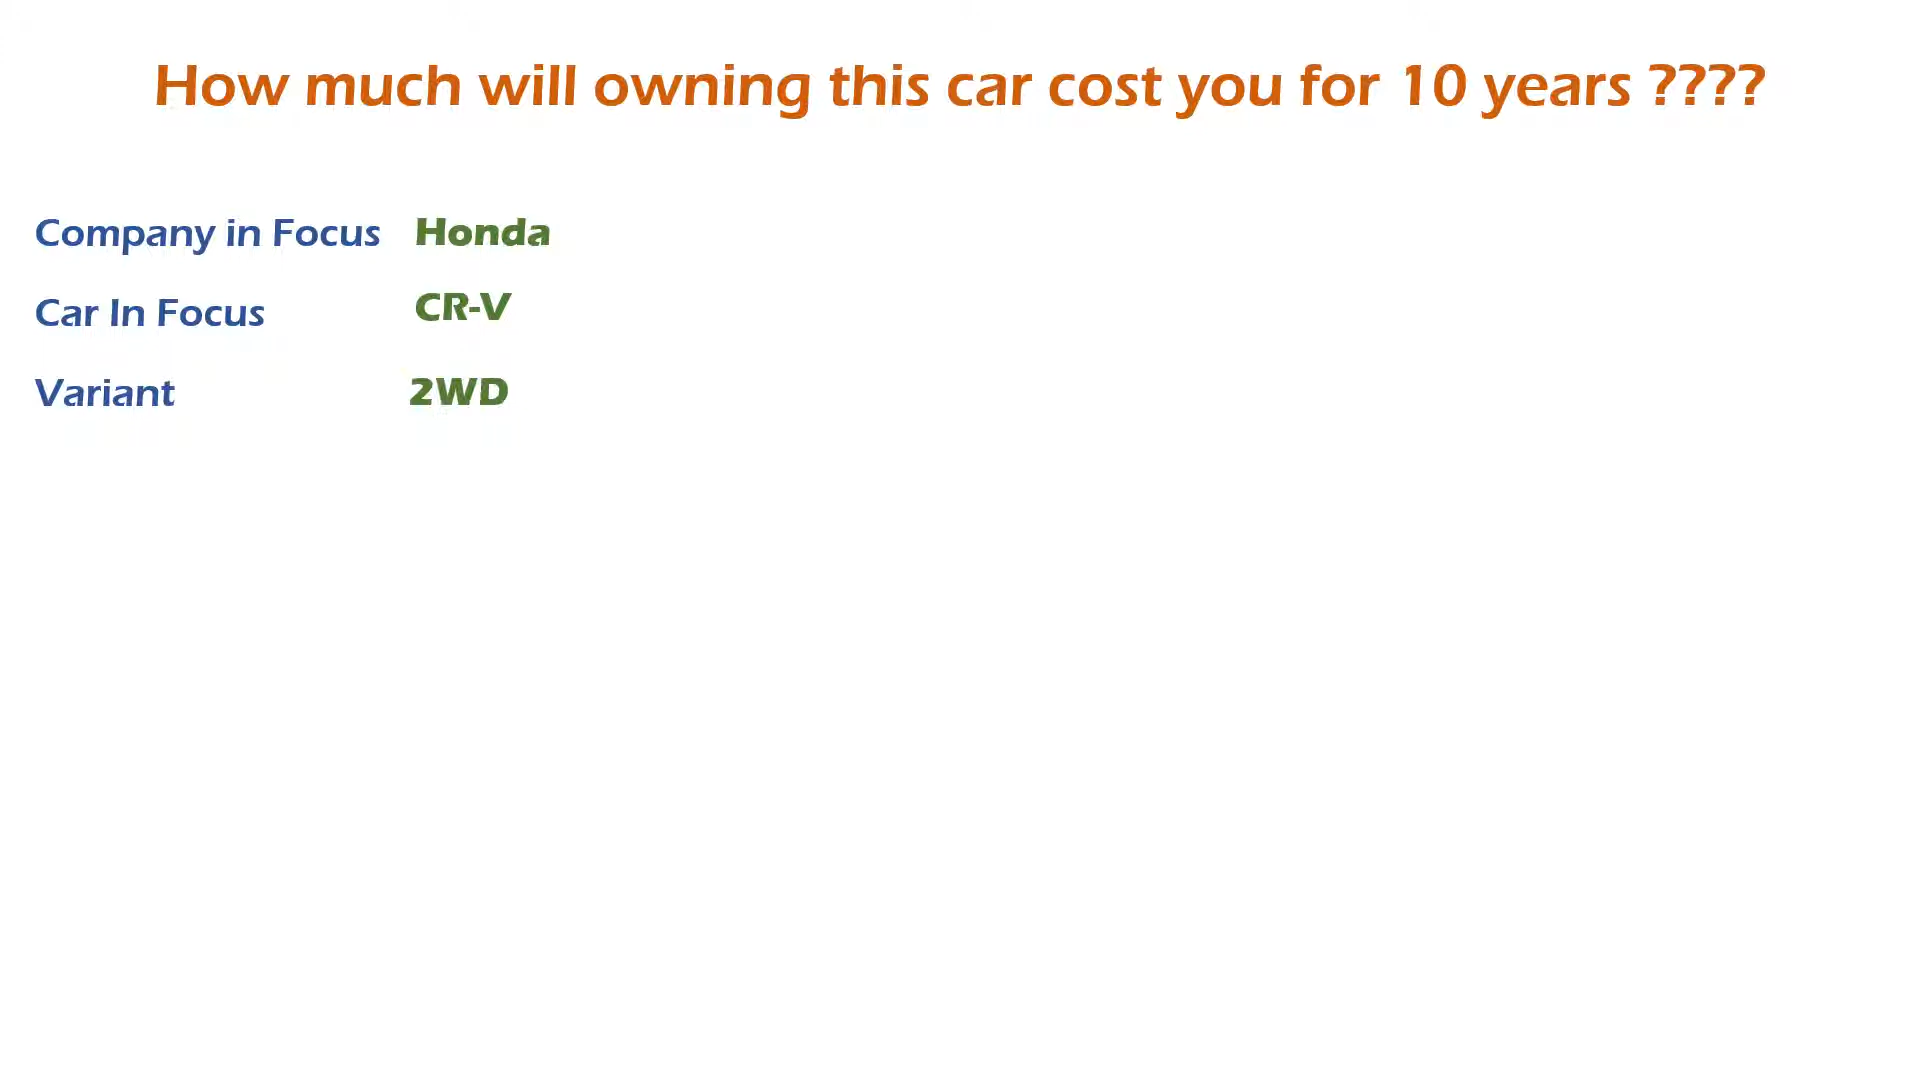 How much will owning this car cost you for 10 years ????
Company in Focus Honda
Car In Focus CR-V
Variant 2WD